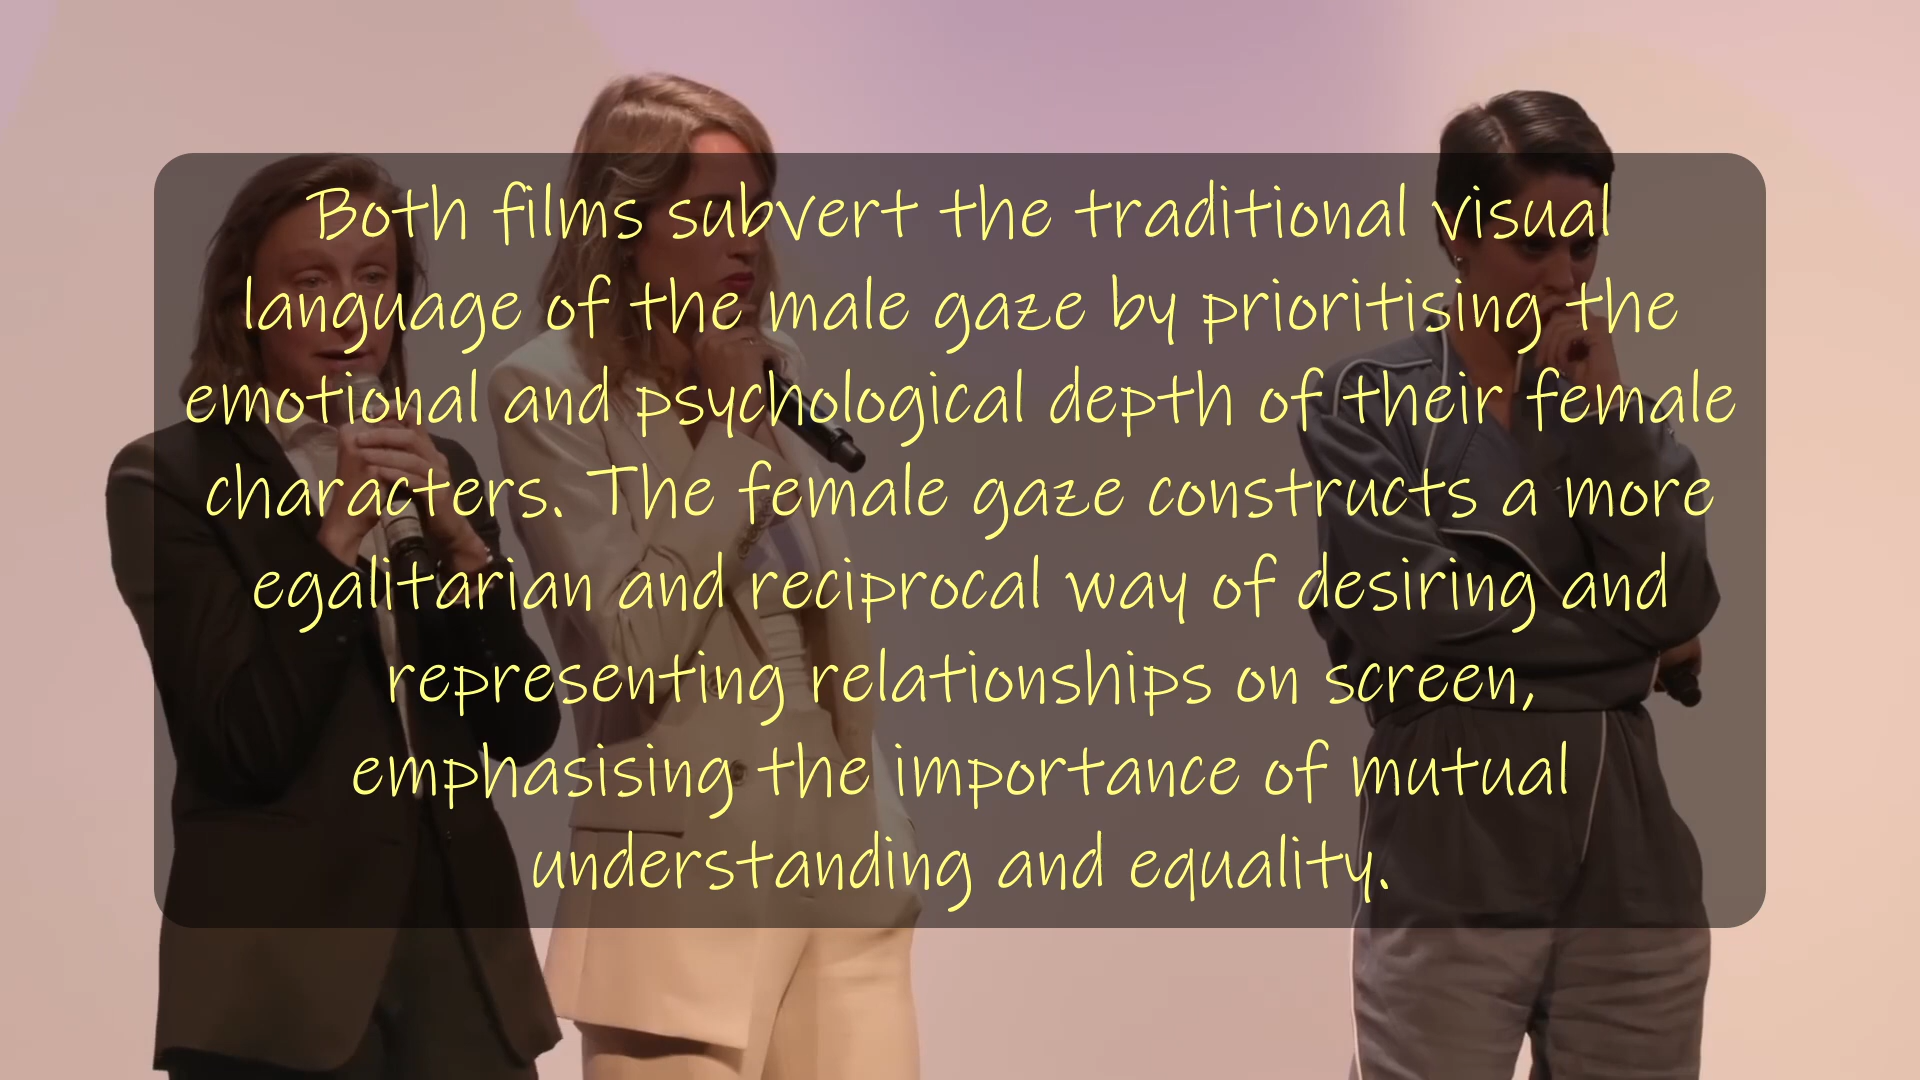 Both films subvert the traditional visual
language of the male gaze by prioritising the
emotional and psychological depth of their female
characters. The female gaze constructs a more
egalitarian and reciprocal way of desiring and
representing relationships on screen,
emphasising the importance of mutual
understanding and equality.